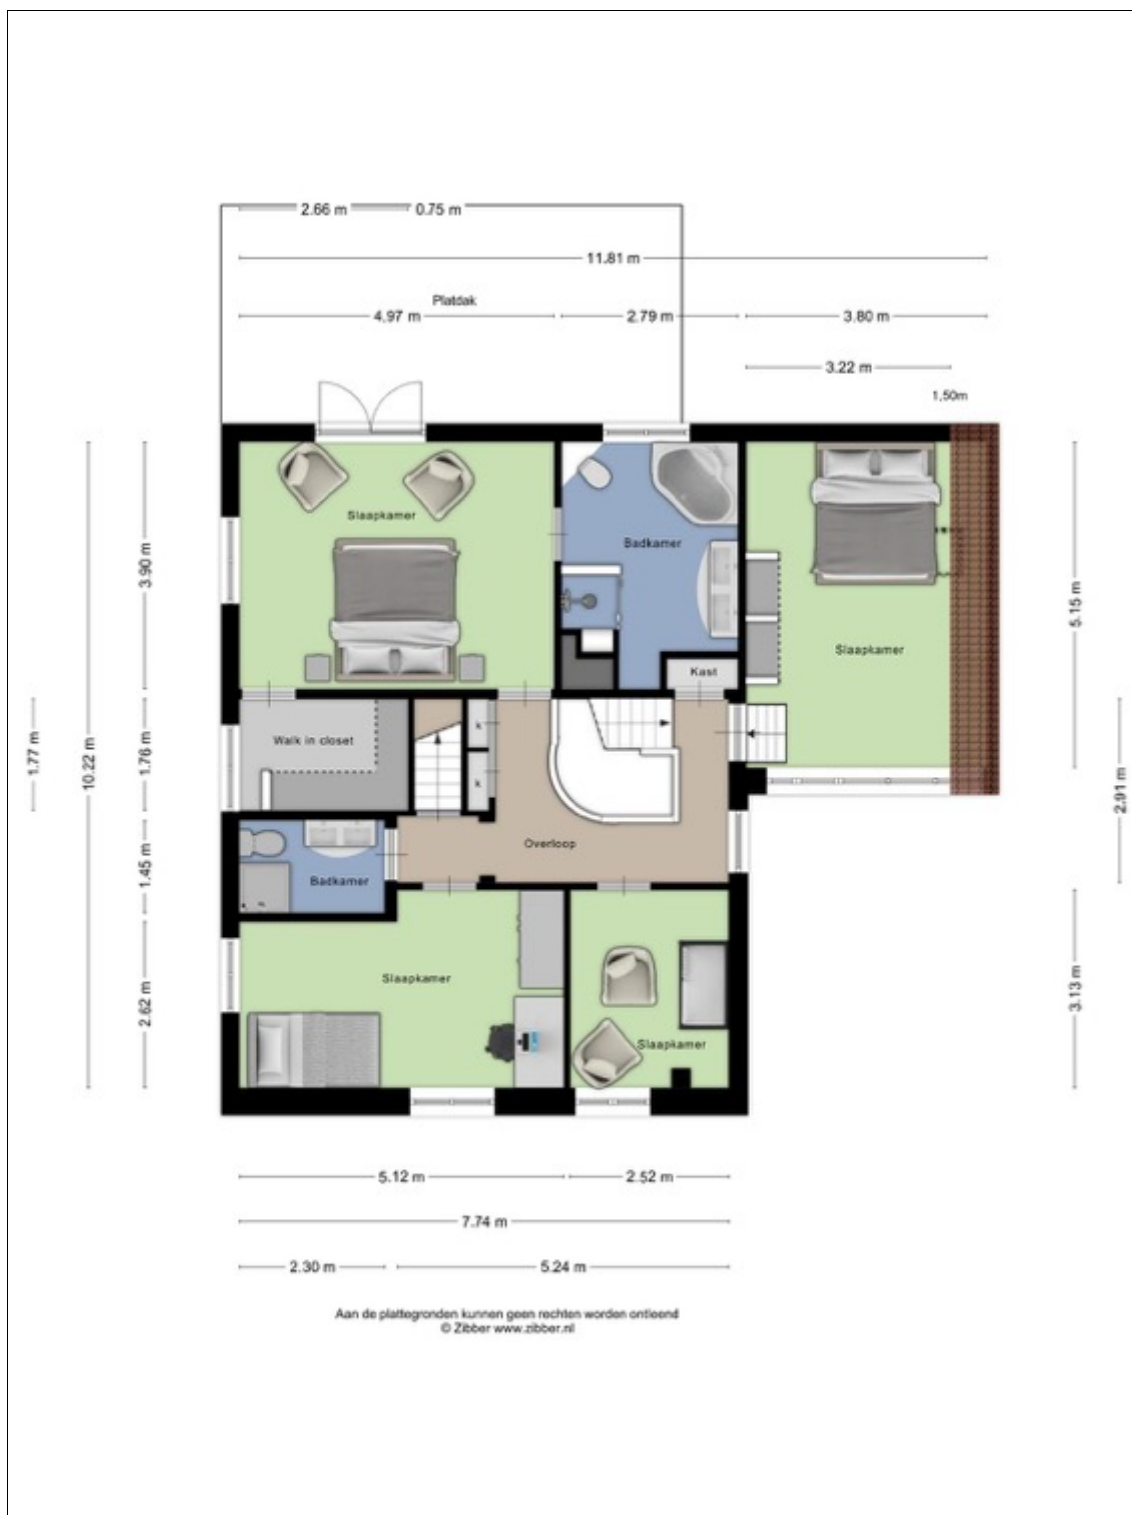 2.66 m 0.75 m
11.81 m
Platdak
4.97 m 2.79 m 3.80 m
3.22 m
1,50m
Slaapkamer
Badkamer
3.90 m
5.15 m
Slaapkamer
Kast
k
Walk in closet
1.77 m
10.22 m
1.76 m
k
2.91 m
Overloop
1.45 m
Badkamer
Slaapkamer
2.62 m
3.13 m
Slaapkamer
5.12 m 2.52 m
7.74 m
2.30 m 5.24 m
Aan de plattegronden kunnen geen rechten worden ontleend
© Zibber www.zibber.nl